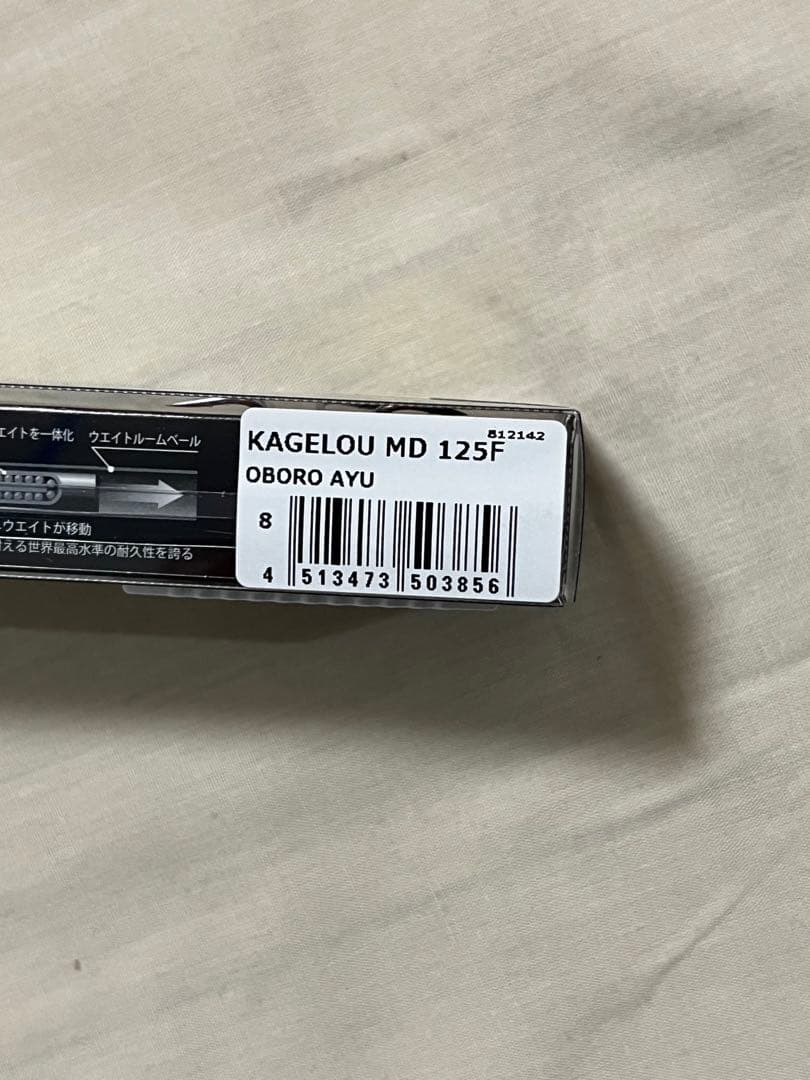 エイトを一体化 ウエイトルームベール
ウエイトが移動
える世界最高水準の耐久性を誇る
812142
KAGELOU MD 125F
OBORO AYU
8
4 513473 503856